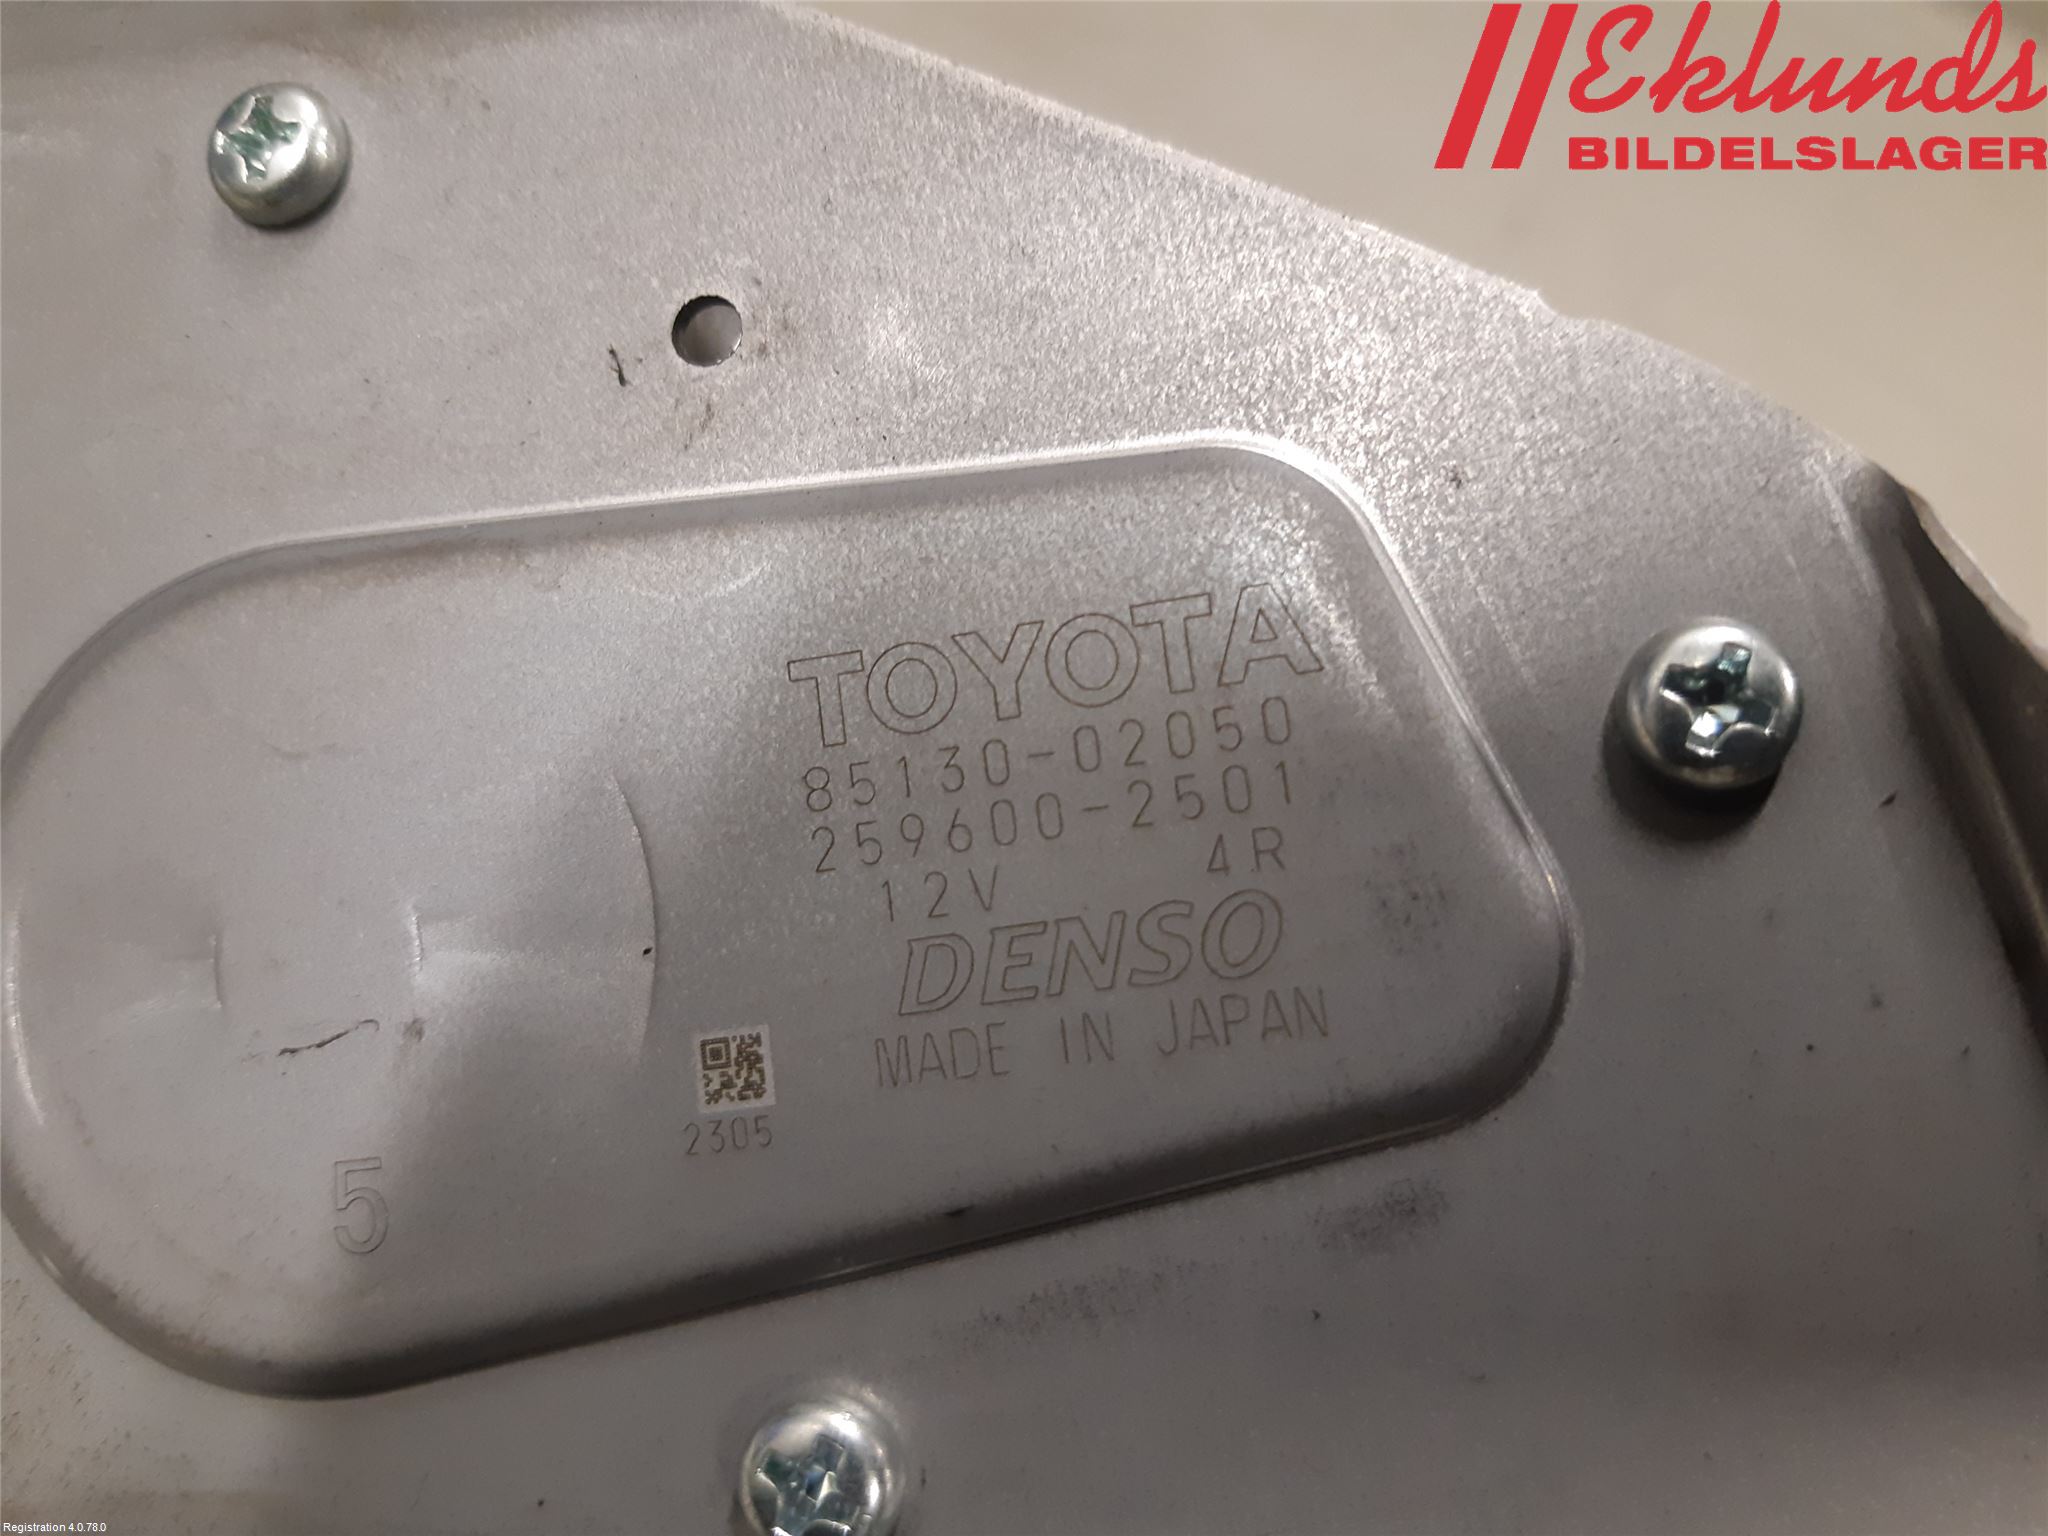 Eklunds
BILDELSLAGER
TOYOTA
85130-02050
259600-2501
12V 4R
DENSO
MADE IN JAPAN
2305
5
Registration 4.0.78.0